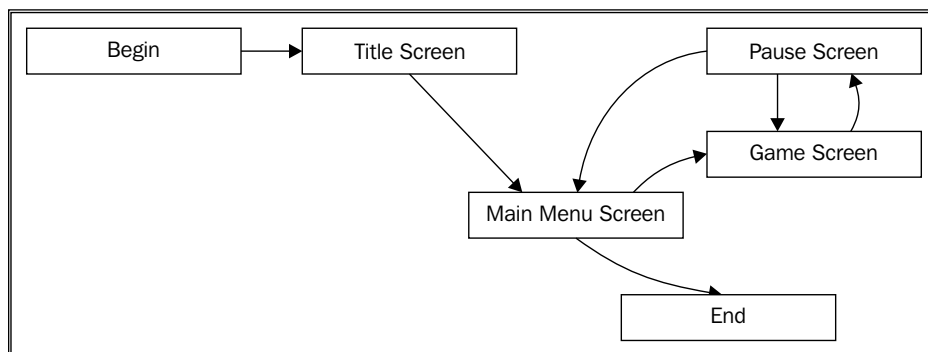 Begin
Title Screen
Pause Screen
Game Screen
Main Menu Screen
End